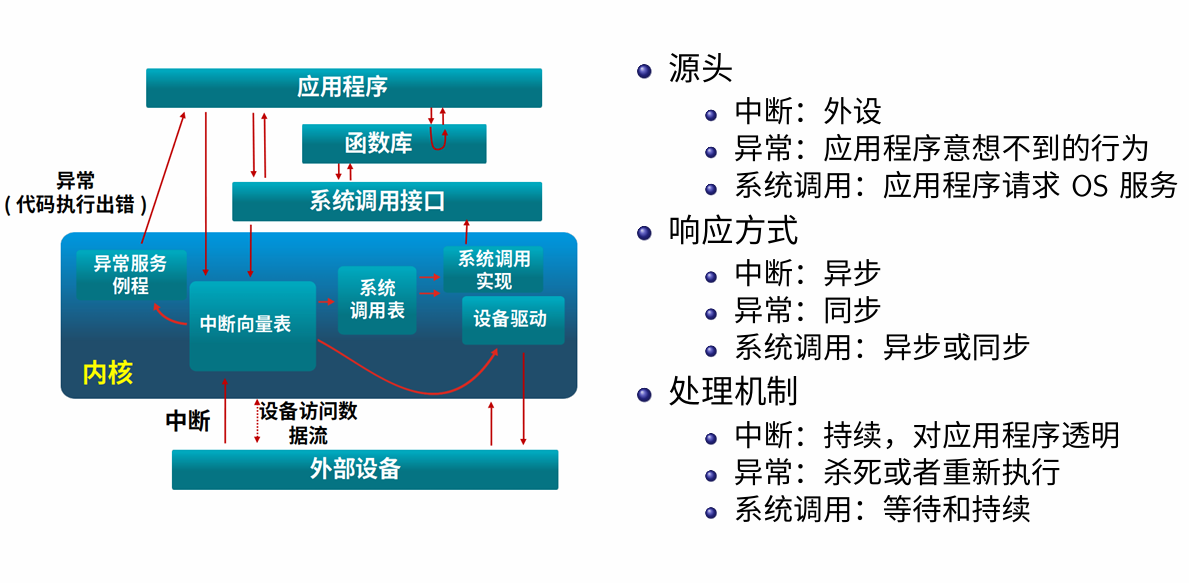 应用程序
函数库
异常
( 代码执行出错 )
系统调用接口
异常服务
例程
系统调用
实现
系统
调用表
中断向量表
设备驱动
内核
中断
设备访问数
据流
外部设备
源头
中断：外设
异常：应用程序意想不到的行为
系统调用：应用程序请求 OS 服务
响应方式
中断：异步
异常：同步
系统调用：异步或同步
处理机制
中断：持续，对应用程序透明
异常：杀死或者重新执行
系统调用：等待和持续